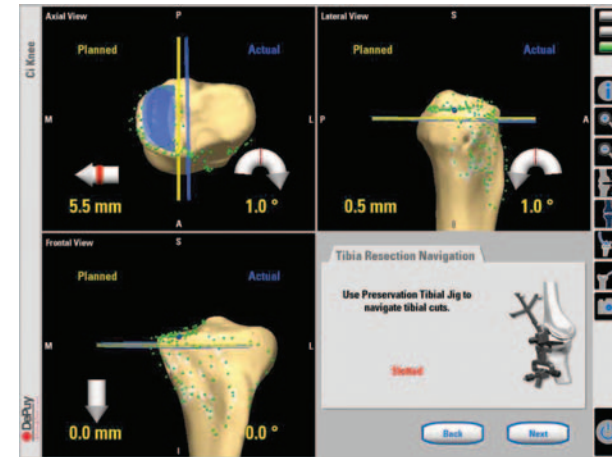 Ci Knee
Axial View
P
Planned
Actual
M
L
5.5 mm
1.0 °
A
Lateral View
S
Planned
Actual
P
A
0.5 mm
1.0 °
I
Frontal View
S
Planned
Actual
M
L
0.0 mm
0.0 °
I
Tibia Resection Navigation
Use Preservation Tibial Jig to
navigate tibial cuts.
Slotted
Back
Next
DePuy